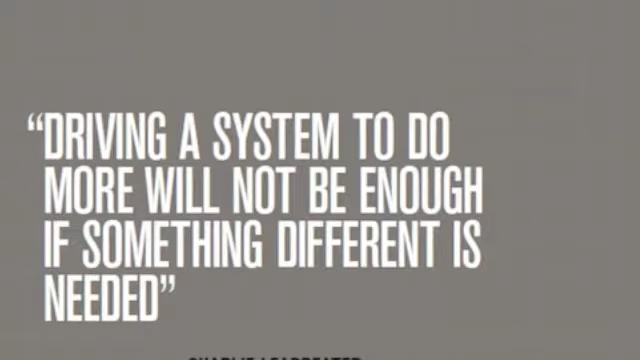 “DRIVING A SYSTEM TO DO
MORE WILL NOT BE ENOUGH
IF SOMETHING DIFFERENT IS
NEEDED”